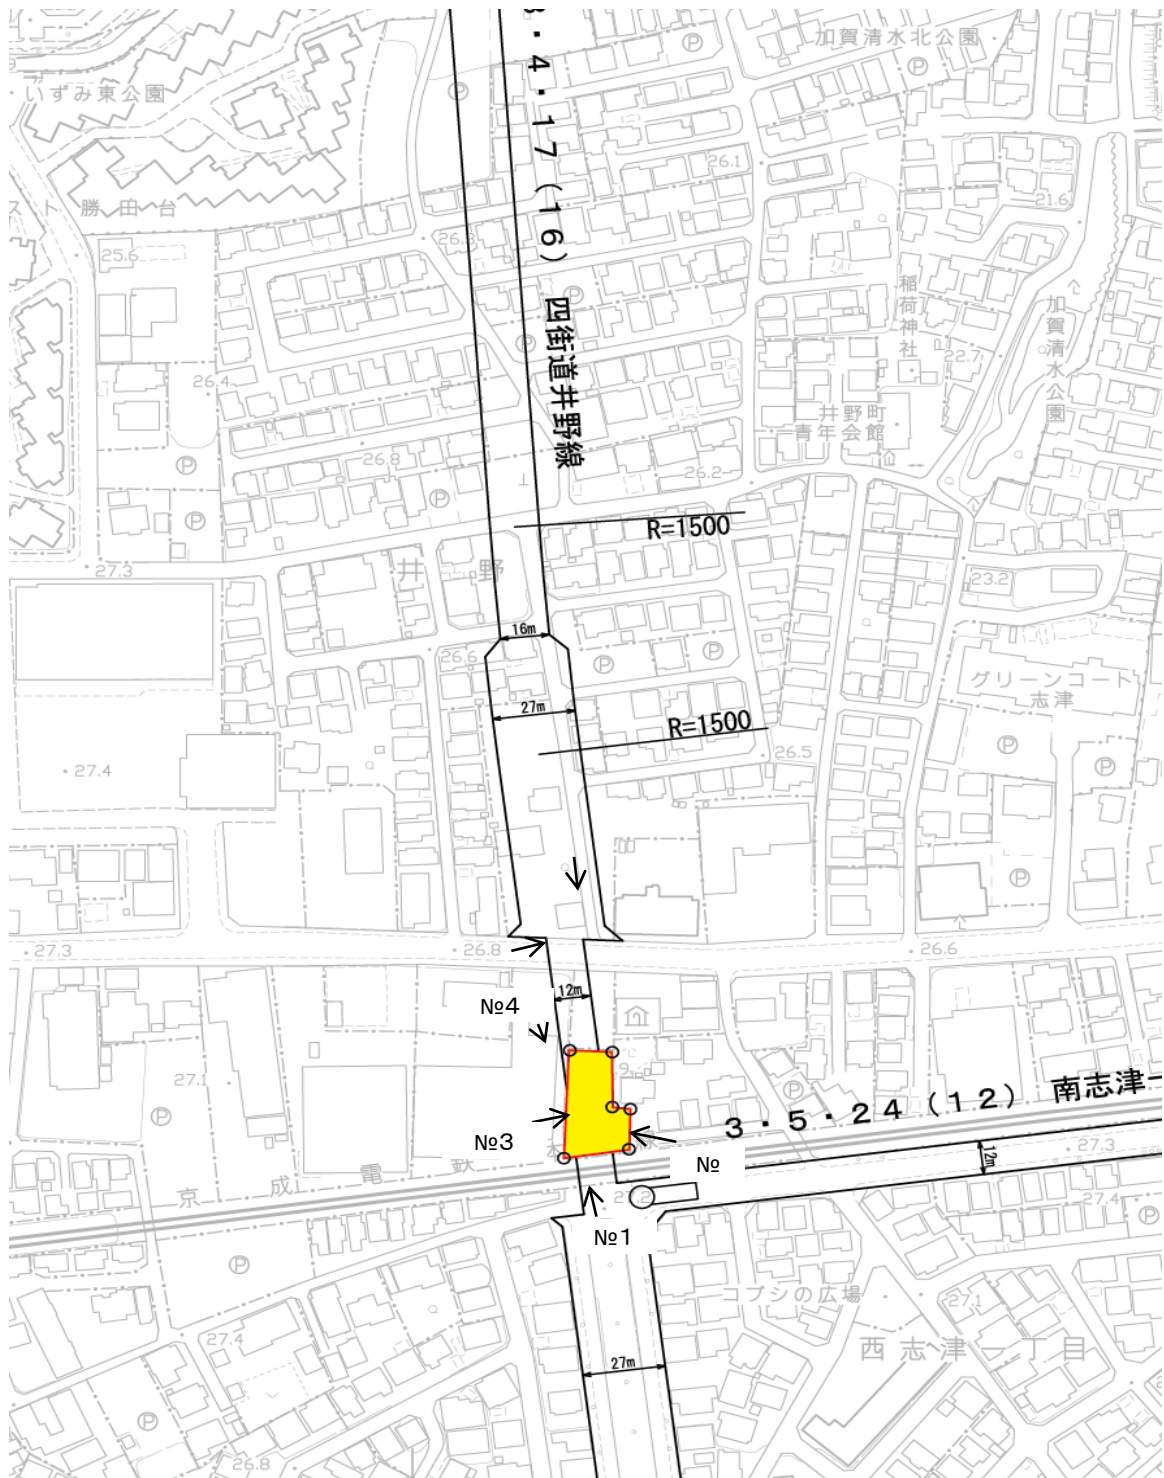 3・4・17（16） 四街道井野線
加賀清水北公園
いずみ東公園
26.1
スト勝田台
21.6
26.3
25.6
稲荷神社
加賀清水公園
22.7
26.4
井野町
青年会館
26.8
26.2
R=1500
27.3
井野
23.2
16m
26.6
グリーンコート
志津
27m
R=1500
26.5
27.4
27.3
26.8
26.6
12m
№4
27.1
3・5・24（12） 南志津一
№3
27.3
№
12m
京成電鉄
27.2
27.4
№1
コブシの広場
27.1
27.4
西志津一丁目
27m
26.8